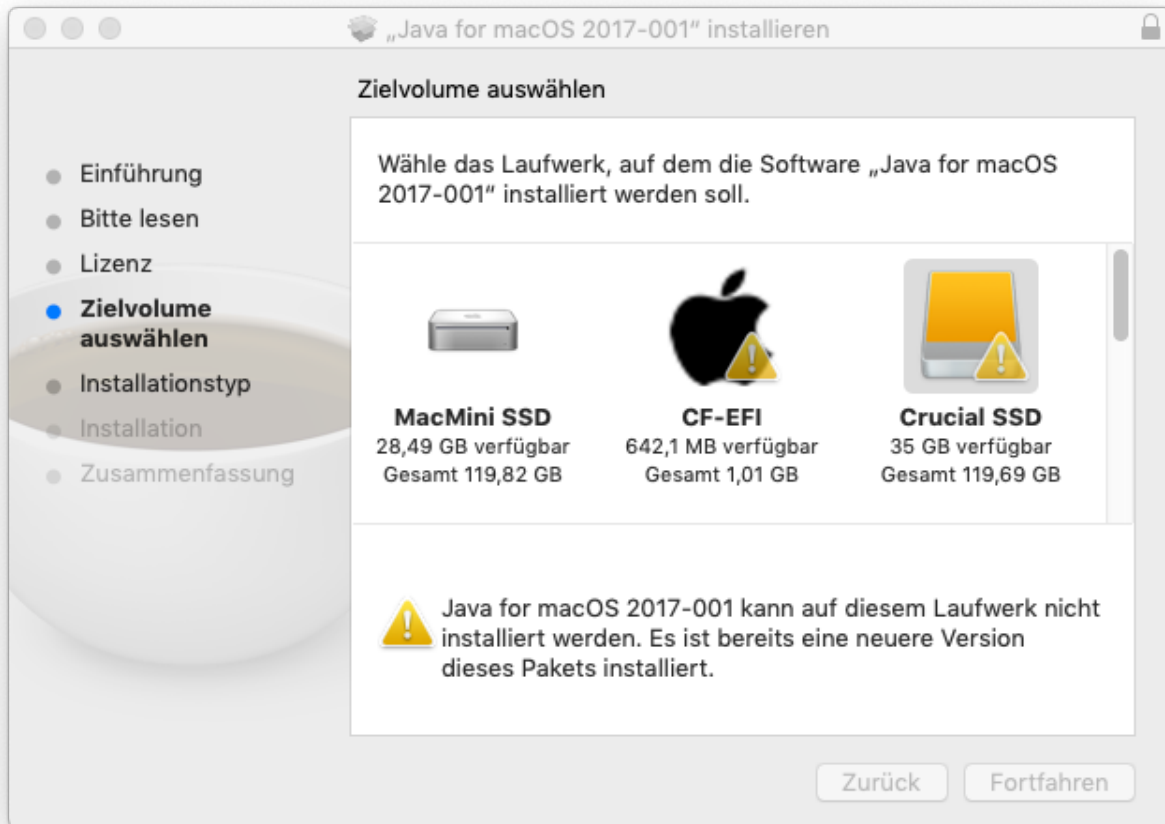 „Java for macOS 2017-001“ installieren
Zielvolume auswählen
Einführung
Bitte lesen
Lizenz
Zielvolume
auswählen
Installationstyp
Installation
Zusammenfassung
Wähle das Laufwerk, auf dem die Software „Java for macOS
2017-001“ installiert werden soll.
MacMini SSD
28,49 GB verfügbar
Gesamt 119,82 GB
CF-EFI
642,1 MB verfügbar
Gesamt 1,01 GB
Crucial SSD
35 GB verfügbar
Gesamt 119,69 GB
Java for macOS 2017-001 kann auf diesem Laufwerk nicht
installiert werden. Es ist bereits eine neuere Version
dieses Pakets installiert.
Zurück
Fortfahren